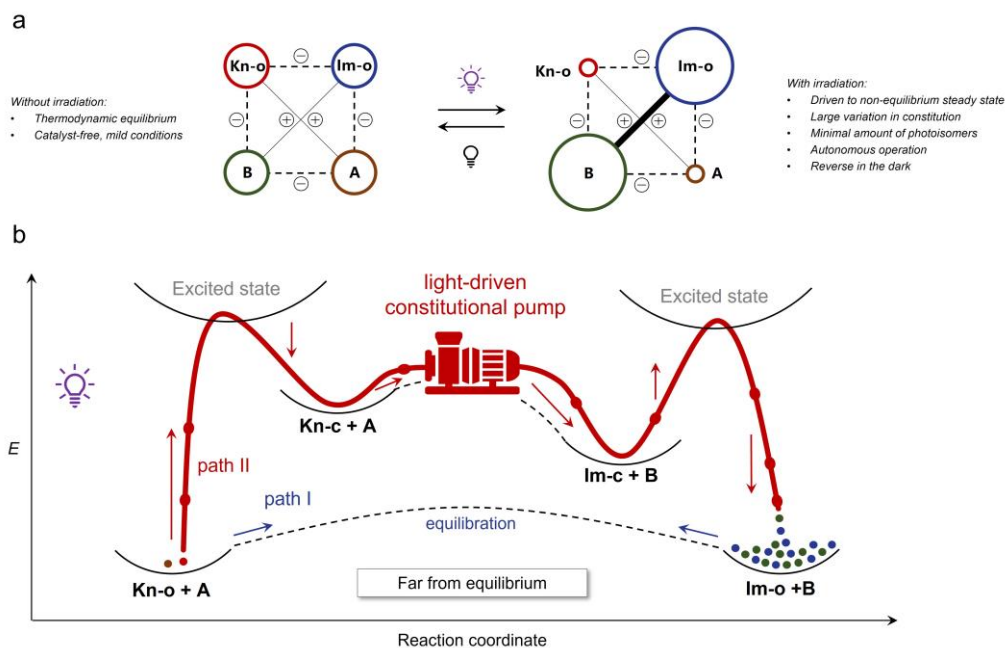 a
Without irradiation:
• Thermodynamic equilibrium
• Catalyst-free, mild conditions
Kn-o
−
Im-o
−
+
+
−
B
−
A
Kn-o
−
Im-o
−
+
+
−
B
−
A
With irradiation:
• Driven to non-equilibrium steady state
• Large variation in constitution
• Minimal amount of photoisomers
• Autonomous operation
• Reverse in the dark
b
E
Excited state
light-driven
constitutional pump
Excited state
Kn-c + A
Im-c + B
path II
path I
equilibration
Kn-o + A
Far from equilibrium
Im-o +B
Reaction coordinate